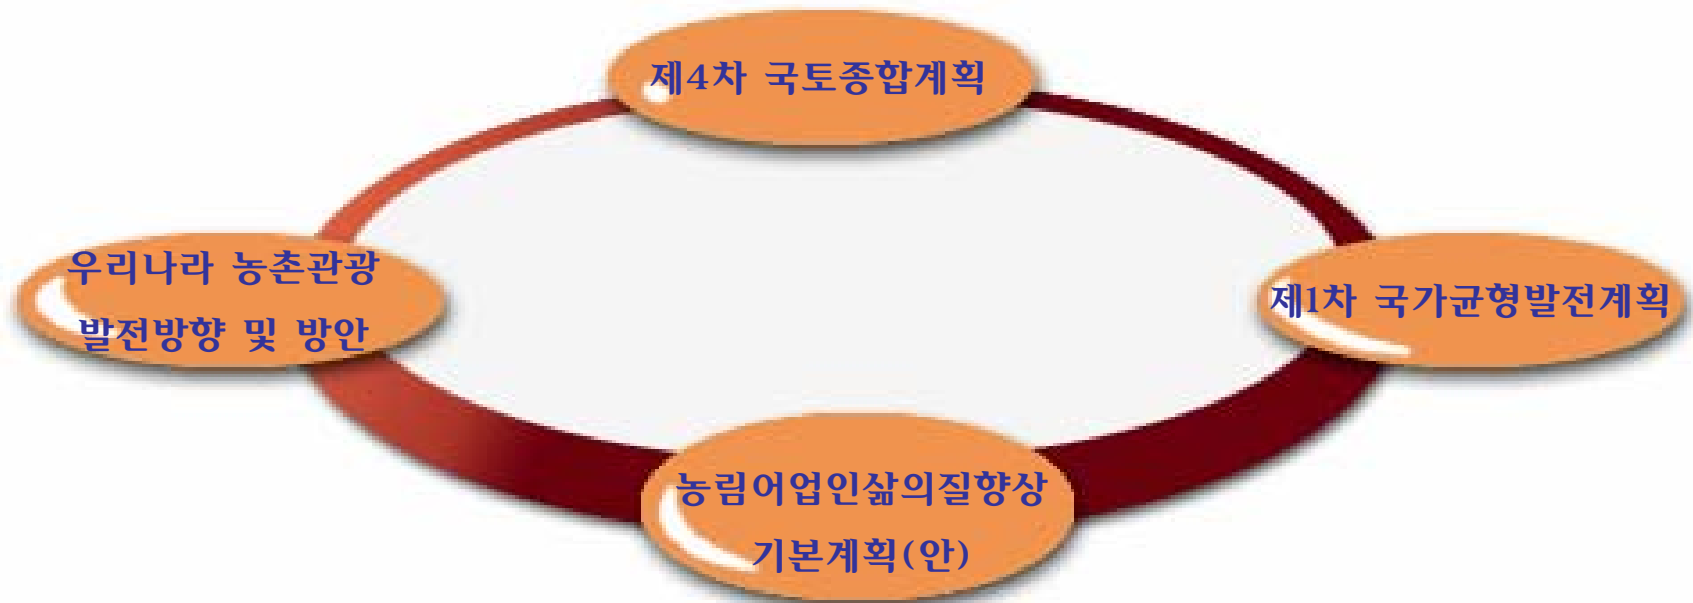 제4차 국토종합계획
우리나라 농촌관광
발전방향 및 방안
제1차 국가균형발전계획
농림어업인삶의질향상
기본계획(안)